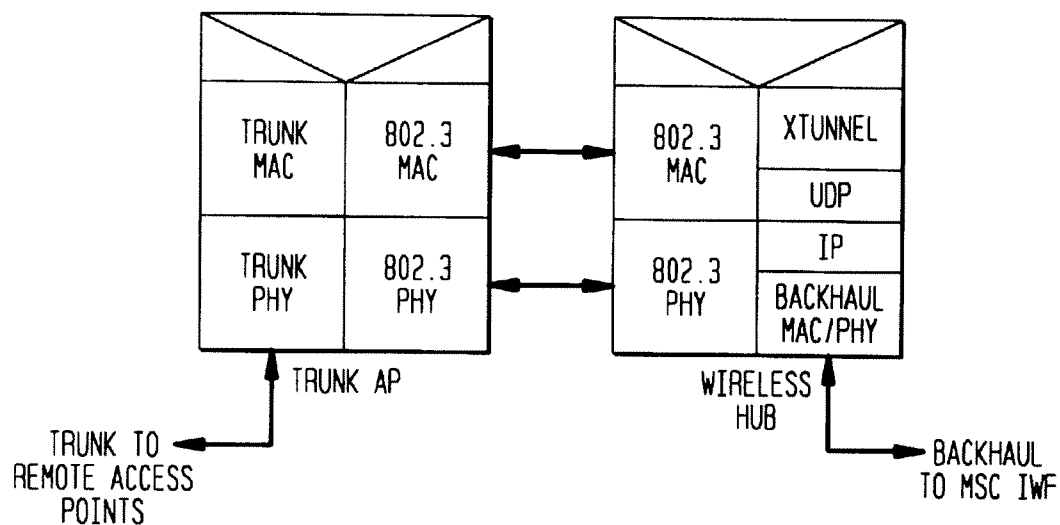 TRUNK
MAC
802.3
MAC
TRUNK
PHY
802.3
PHY
TRUNK AP
TRUNK TO
REMOTE ACCESS
POINTS
802.3
MAC
XTUNNEL
UDP
802.3
PHY
IP
BACKHAUL
MAC/PHY
WIRELESS
HUB
BACKHAUL
TO MSC IWF